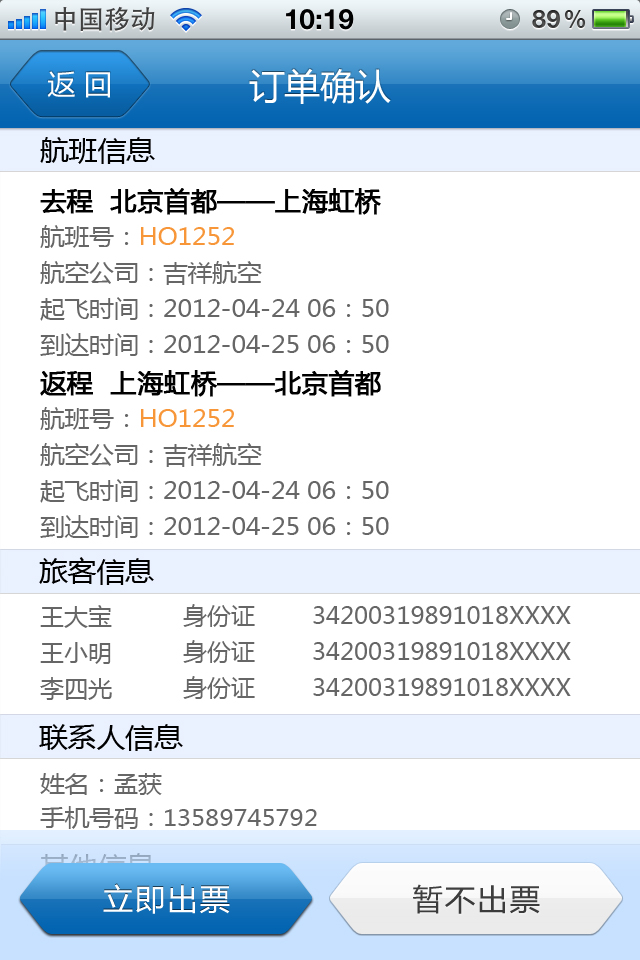 中国移动 10:19 89%
返回 订单确认
航班信息
去程 北京首都——上海虹桥
航班号：HO1252
航空公司：吉祥航空
起飞时间：2012-04-24 06：50
到达时间：2012-04-25 06：50
返程 上海虹桥——北京首都
航班号：HO1252
航空公司：吉祥航空
起飞时间：2012-04-24 06：50
到达时间：2012-04-25 06：50
旅客信息
王大宝 身份证 34200319891018XXXX
王小明 身份证 34200319891018XXXX
李四光 身份证 34200319891018XXXX
联系人信息
姓名：孟获
手机号码：13589745792
其他信息
立即出票 暂不出票